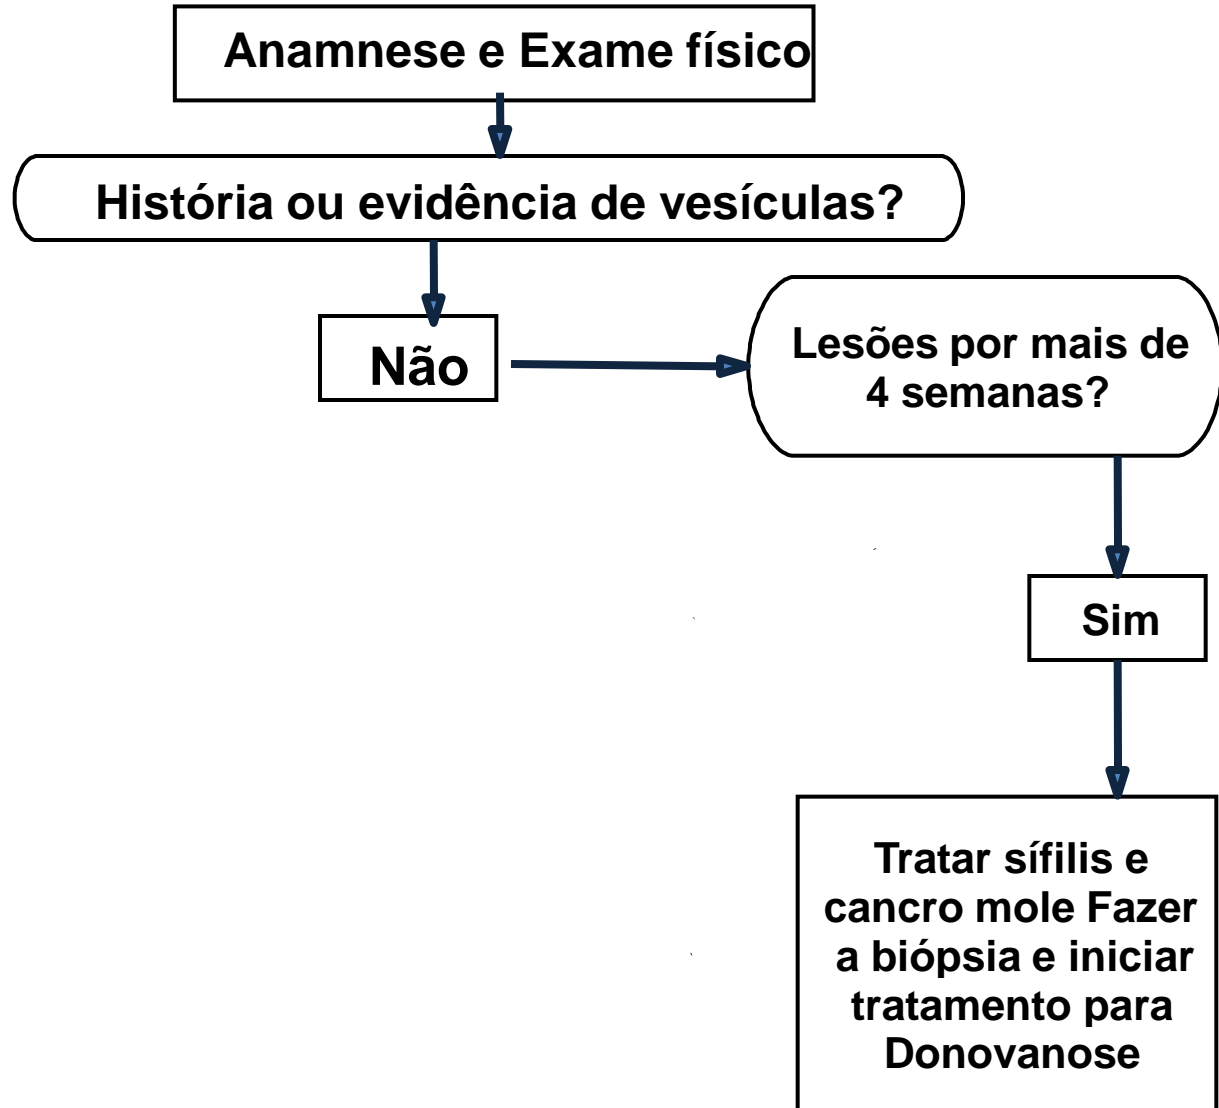 Anamnese e Exame físico
História ou evidência de vesículas?
Não
Lesões por mais de
4 semanas?
Sim
Tratar sífilis e
cancro mole Fazer
a biópsia e iniciar
tratamento para
Donovanose